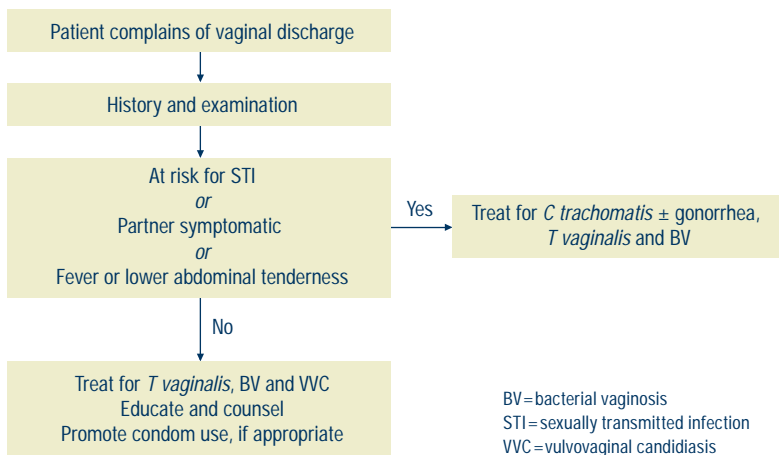 Patient complains of vaginal discharge
History and examination
At risk for STI
or
Partner symptomatic
or
Fever or lower abdominal tenderness
Yes
Treat for C trachomatis ± gonorrhea,
T vaginalis and BV
No
Treat for T vaginalis, BV and VVC
Educate and counsel
Promote condom use, if appropriate
BV=bacterial vaginosis
STI=sexually transmitted infection
VVC=vulvovaginal candidiasis